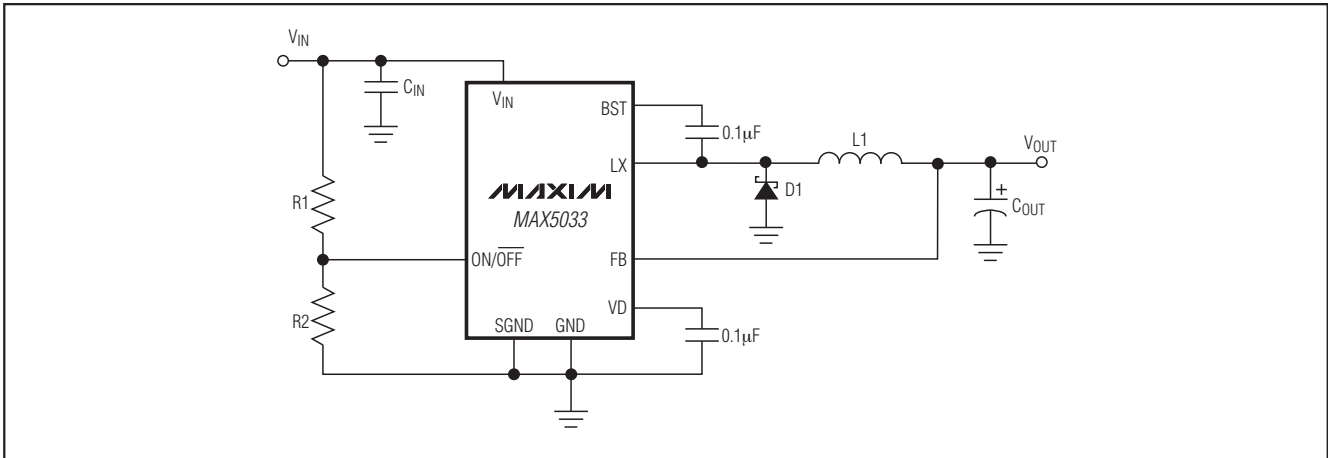 V_IN
C_IN
V_IN
BST
0.1μF
L1
V_OUT
LX
R1
MAXIM
D1
C_OUT
+
MAX5033
ON/O̅F̅F̅
FB
R2
VD
SGND
GND
0.1μF